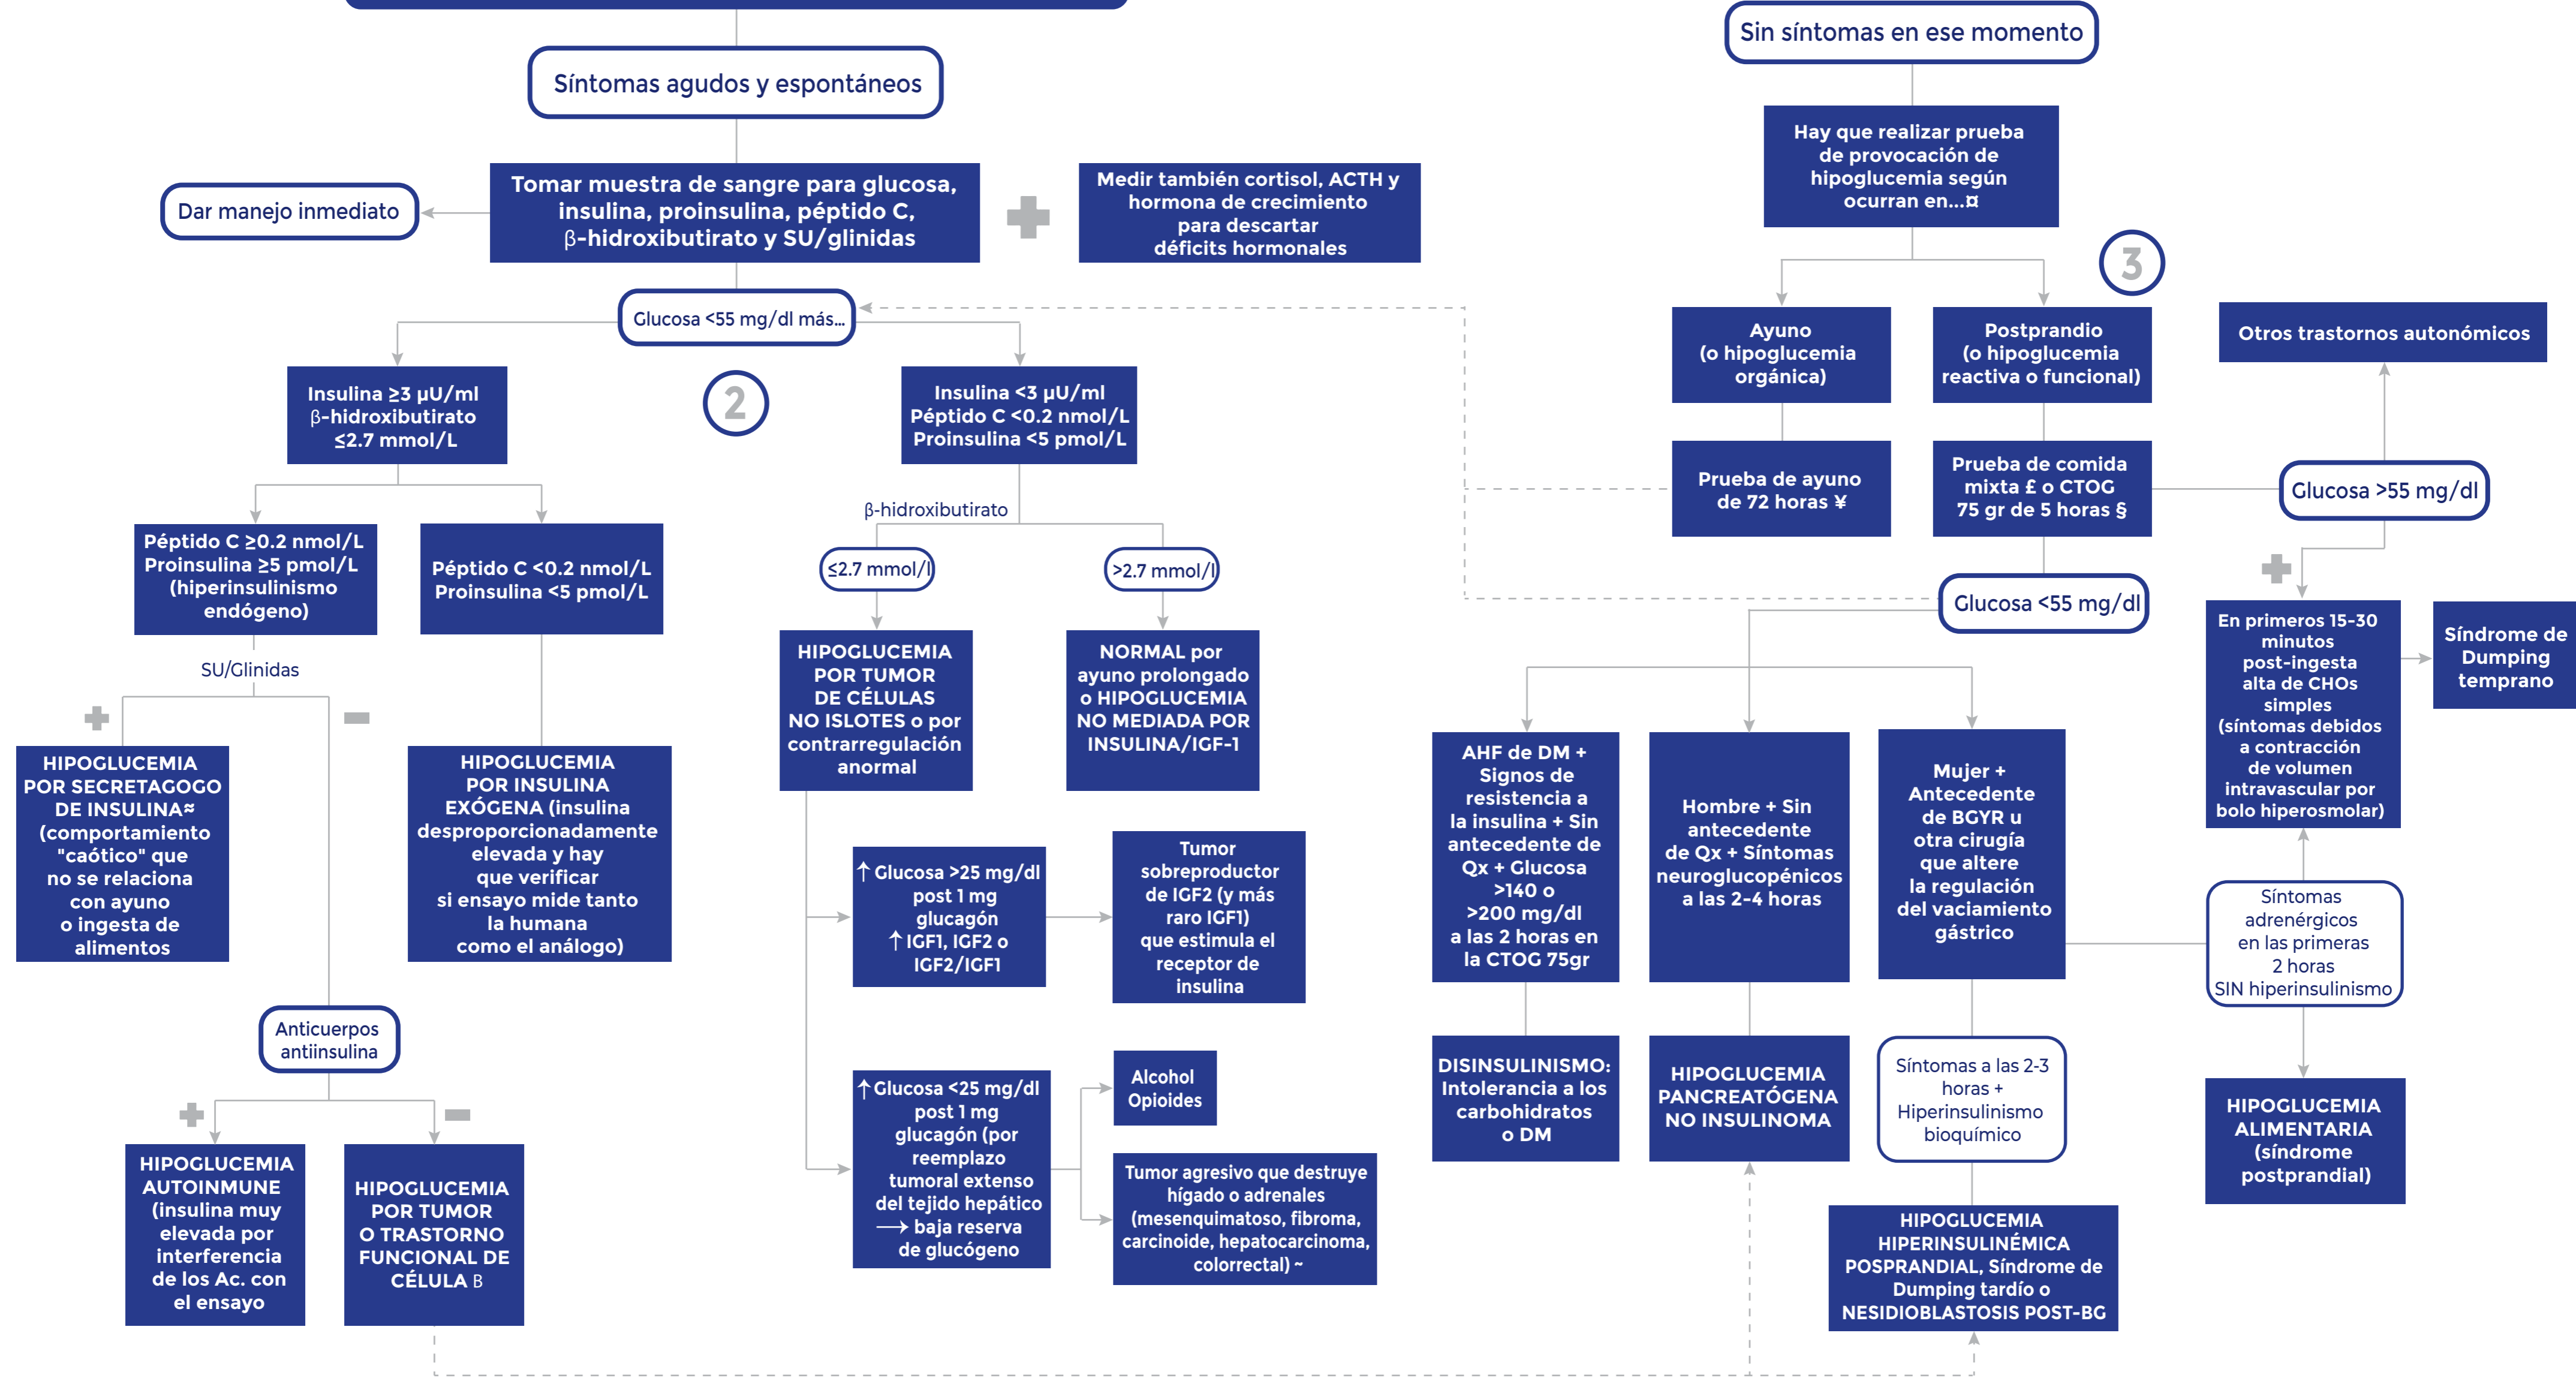 Síntomas agudos y espontáneos
Dar manejo inmediato
Tomar muestra de sangre para glucosa,
insulina, proinsulina, péptido C,
β-hidroxibutirato y SU/glinidas
Medir también cortisol, ACTH y
hormona de crecimiento
para descartar
déficits hormonales
Glucosa <55 mg/dl más...
2
Insulina ≥3 µU/ml
β-hidroxibutirato
≤2.7 mmol/L
Insulina <3 µU/ml
Péptido C <0.2 nmol/L
Proinsulina <5 pmol/L
Péptido C ≥0.2 nmol/L
Proinsulina ≥5 pmol/L
(hiperinsulinismo
endógeno)
Péptido C <0.2 nmol/L
Proinsulina <5 pmol/L
SU/Glinidas
HIPOGLUCEMIA
POR SECRETAGOGO
DE INSULINA≈
(comportamiento
"caótico" que
no se relaciona
con ayuno
o ingesta de
alimentos
HIPOGLUCEMIA
POR INSULINA
EXÓGENA (insulina
desproporcionadamente
elevada y hay
que verificar
si ensayo mide tanto
la humana
como el análogo)
Anticuerpos
antiinsulina
HIPOGLUCEMIA
AUTOINMUNE
(insulina muy
elevada por
interferencia
de los Ac. con
el ensayo
HIPOGLUCEMIA
POR TUMOR
O TRASTORNO
FUNCIONAL DE
CÉLULA B
β-hidroxibutirato
≤2.7 mmol/l
>2.7 mmol/l
HIPOGLUCEMIA
POR TUMOR
DE CÉLULAS
NO ISLOTES o por
contrarregulación
anormal
NORMAL por
ayuno prolongado
o HIPOGLUCEMIA
NO MEDIADA POR
INSULINA/IGF-1
↑Glucosa >25 mg/dl
post 1 mg
glucagón
↑IGF1, IGF2 o
IGF2/IGF1
Tumor
sobreproductor
de IGF2 (y más
raro IGF1)
que estimula el
receptor de
insulina
↑Glucosa <25 mg/dl
post 1 mg
glucagón (por
reemplazo
tumoral extenso
del tejido hepático
→ baja reserva
de glucógeno
Alcohol
Opioides
Tumor agresivo que destruye
hígado o adrenales
(mesenquimatoso, fibroma,
carcinoide, hepatocarcinoma,
colorrectal) ~
Sin síntomas en ese momento
Hay que realizar prueba
de provocación de
hipoglucemia según
ocurran en...¤
3
Ayuno
(o hipoglucemia
orgánica)
Postprandio
(o hipoglucemia
reactiva o funcional)
Otros trastornos autonómicos
Prueba de ayuno
de 72 horas ¥
Prueba de comida
mixta £ o CTOG
75 gr de 5 horas §
Glucosa >55 mg/dl
Glucosa <55 mg/dl
En primeros 15-30
minutos
post-ingesta
alta de CHOs
simples
(síntomas debidos
a contracción
de volumen
intravascular por
bolo hiperosmolar)
Síndrome de
Dumping
temprano
AHF de DM +
Signos de
resistencia a
la insulina + Sin
antecedente de
Qx + Glucosa
>140 o
>200 mg/dl
a las 2 horas en
la CTOG 75gr
Hombre + Sin
antecedente
de Qx + Síntomas
neuroglucopénicos
a las 2-4 horas
Mujer +
Antecedente
de BGYR u
otra cirugía
que altere
la regulación
del vaciamiento
gástrico
Síntomas
adrenérgicos
en las primeras
2 horas
SIN hiperinsulinismo
DISINSULINISMO:
Intolerancia a los
carbohidratos
o DM
HIPOGLUCEMIA
PANCREATÓGENA
NO INSULINOMA
Síntomas a las 2-3
horas +
Hiperinsulinismo
bioquímico
HIPOGLUCEMIA
ALIMENTARIA
(síndrome
postprandial)
HIPOGLUCEMIA
HIPERINSULINÉMICA
POSPRANDIAL, Síndrome de
Dumping tardío o
NESIDIOBLASTOSIS POST-BG